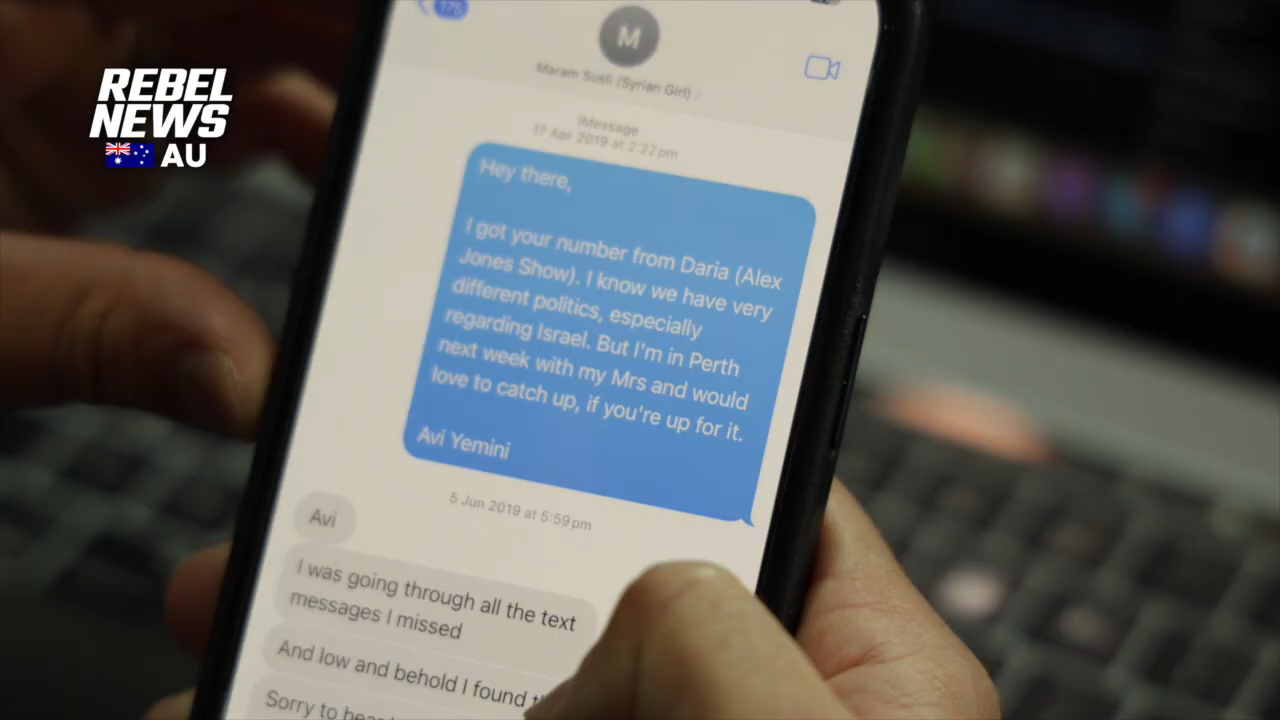 REBEL
NEWS
AU
175
M
Maram Susli (Syrian Girl)
iMessage
17 Apr 2019 at 2:22 pm
Hey there,
I got your number from Daria (Alex
Jones Show). I know we have very
different politics, especially
regarding Israel. But I'm in Perth
next week with my Mrs and would
love to catch up, if you're up for it.
Avi Yemini
5 Jun 2019 at 5:59 pm
Avi
I was going through all the text
messages I missed
And low and behold I found
Sorry to